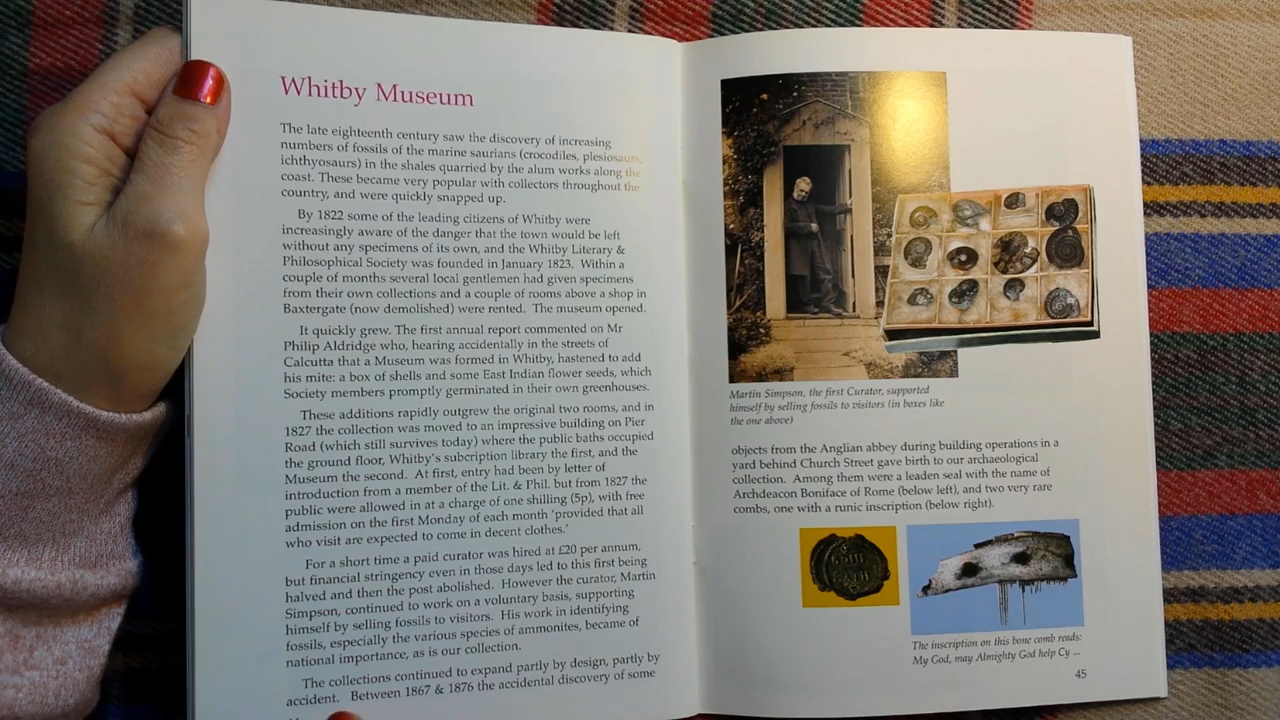 Whitby Museum
The late eighteenth century saw the discovery of increasing
numbers of fossils of the marine saurians (crocodiles, plesiosaurs,
ichthyosaurs) in the shales quarried by the alum works along the
coast. These became very popular with collectors throughout the
country, and were quickly snapped up.
By 1822 some of the leading citizens of Whitby were
increasingly aware of the danger that the town would be left
without any specimens of its own, and the Whitby Literary &
Philosophical Society was founded in January 1823. Within a
couple of months several local gentlemen had given specimens
from their own collections and a couple of rooms above a shop in
Baxtergate (now demolished) were rented. The museum opened.
It quickly grew. The first annual report commented on Mr
Philip Aldridge who, hearing accidentally in the streets of
Calcutta that a Museum was formed in Whitby, hastened to add
his mite: a box of shells and some East Indian flower seeds, which
Society members promptly germinated in their own greenhouses.
These additions rapidly outgrew the original two rooms, and in
1827 the collection was moved to an impressive building on Pier
Road (which still survives today) where the public baths occupied
the ground floor, Whitby's subcription library the first, and the
Museum the second. At first, entry had been by letter of
introduction from a member of the Lit. & Phil. but from 1827 the
public were allowed in at a charge of one shilling (5p), with free
admission on the first Monday of each month 'provided that all
who visit are expected to come in decent clothes.'
For a short time a paid curator was hired at £20 per annum,
but financial stringency even in those days led to this first being
halved and then the post abolished. However the curator, Martin
Simpson, continued to work on a voluntary basis, supporting
himself by selling fossils to visitors. His work in identifying
fossils, especially the various species of ammonites, became of
national importance, as is our collection.
The collections continued to expand partly by design, partly by
accident. Between 1867 & 1876 the accidental discovery of some
Martin Simpson, the first Curator, supported
himself by selling fossils to visitors (in boxes like
the one above)
objects from the Anglian abbey during building operations in a
yard behind Church Street gave birth to our archaeological
collection. Among them were a leaden seal with the name of
Archdeacon Boniface of Rome (below left), and two very rare
combs, one with a runic inscription (below right).
The inscription on this bone comb reads:
My God, may Almighty God help Cy ...
45